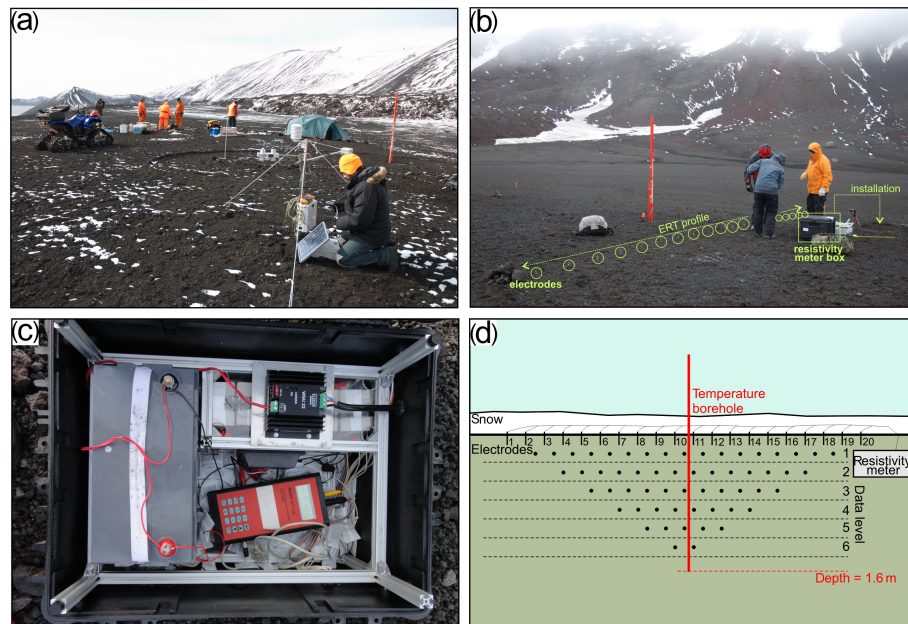 (a)
(b)
ERT profile
installation
resistivity
meter box
electrodes
(c)
(d)
Temperature
borehole
Snow
1 2 3 4 5 6 7 8 9 10 11 12 13 14 15 16 17 18 19 20
Electrodes
1
Resistivity
meter
2
3
4
5
6
Data level
Depth = 1.6 m